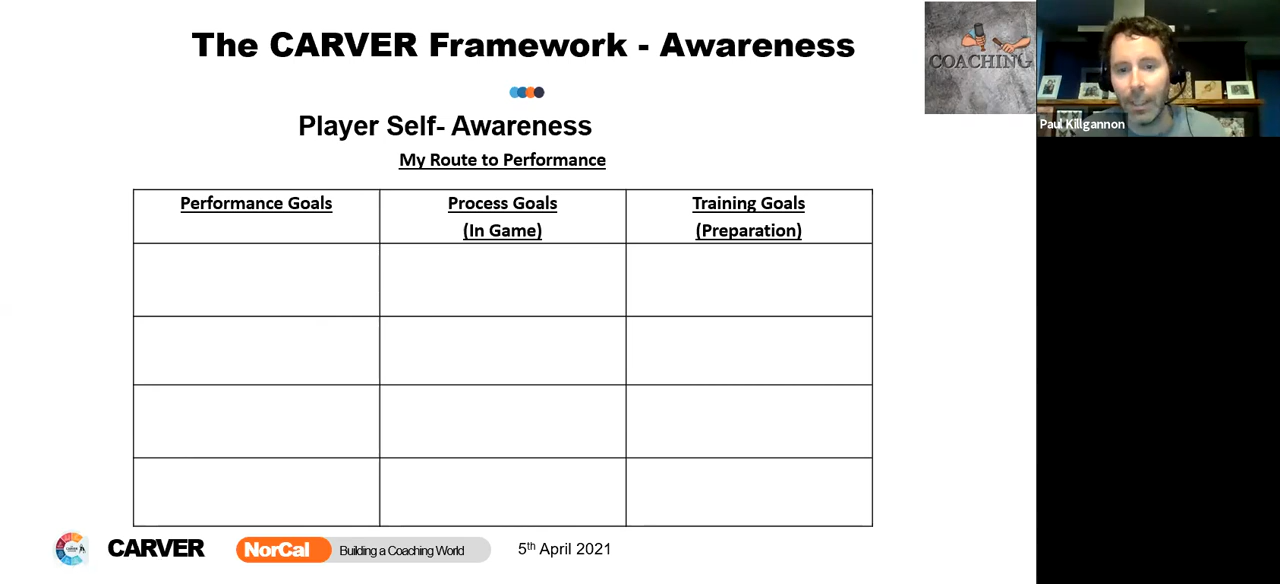 The CARVER Framework - Awareness
COACHING
Paul Killgannon
Player Self- Awareness
My Route to Performance
Performance Goals
Process Goals
(In Game)
Training Goals
(Preparation)
CARVER
NorCal
Building a Coaching World
5th April 2021